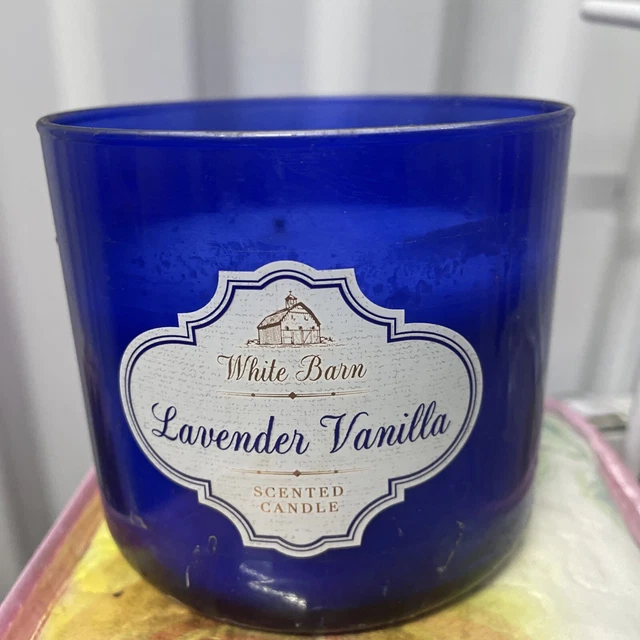 White Barn
Lavender Vanilla
SCENTED
CANDLE